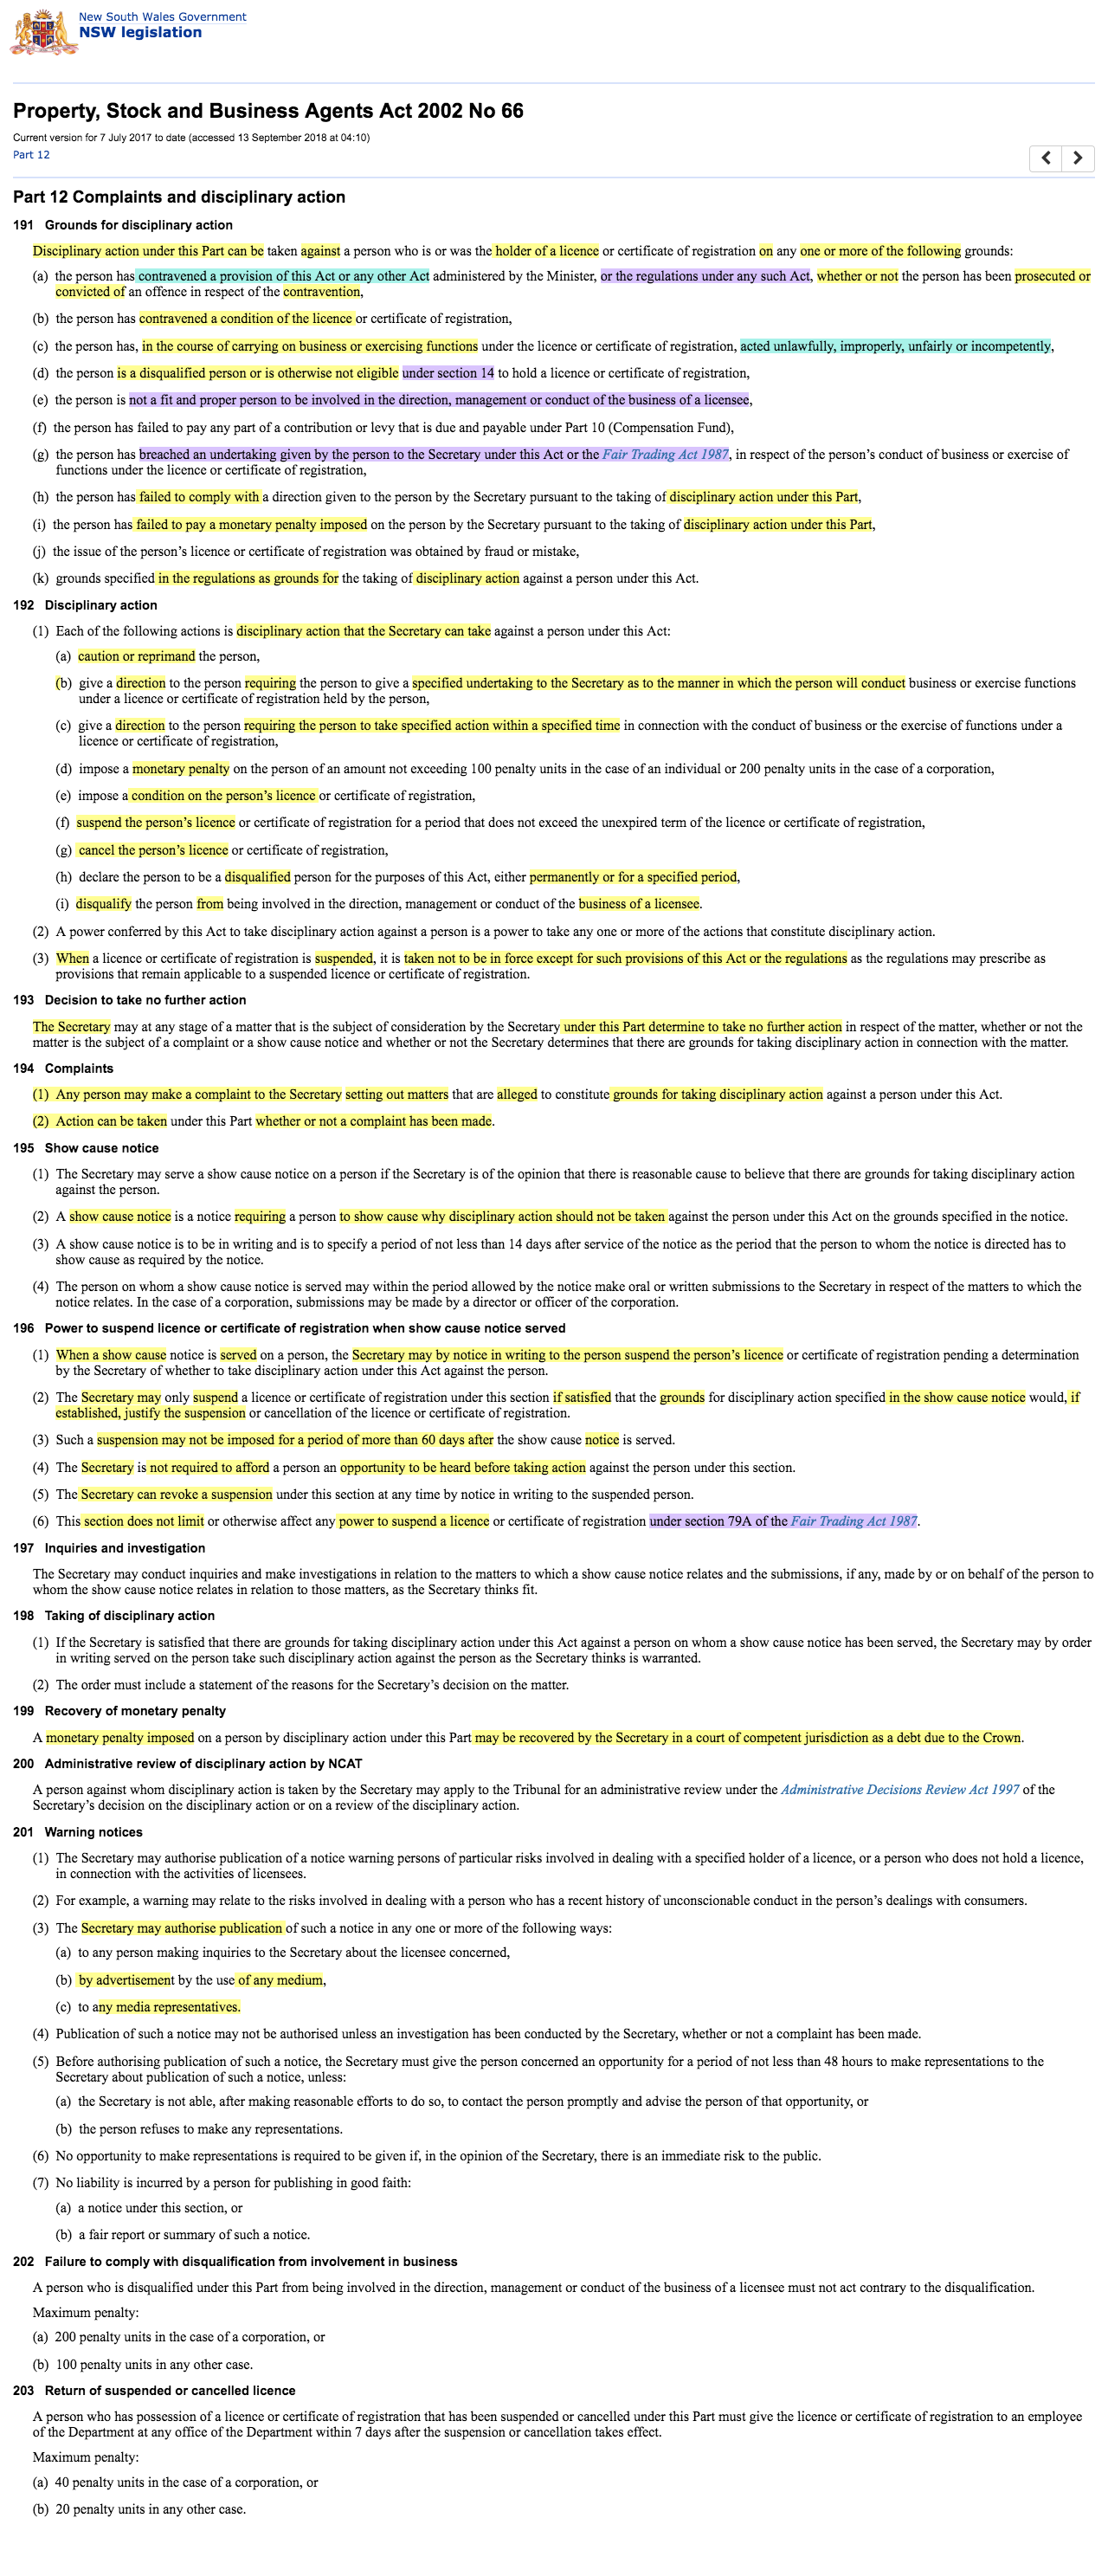 New South Wales Government
NSW legislation
Property, Stock and Business Agents Act 2002 No 66
Current version for 7 July 2017 to date (accessed 13 September 2018 at 04:10)
Part 12
Part 12 Complaints and disciplinary action
191 Grounds for disciplinary action
Disciplinary action under this Part can be taken against a person who is or was the holder of a licence or certificate of registration on any one or more of the following grounds:
(a) the person has contravened a provision of this Act or any other Act administered by the Minister, or the regulations under any such Act, whether or not the person has been prosecuted or
convicted of an offence in respect of the contravention,
(b) the person has contravened a condition of the licence or certificate of registration,
(c) the person has, in the course of carrying on business or exercising functions under the licence or certificate of registration, acted unlawfully, improperly, unfairly or incompetently,
(d) the person is a disqualified person or is otherwise not eligible under section 14 to hold a licence or certificate of registration,
(e) the person is not a fit and proper person to be involved in the direction, management or conduct of the business of a licensee,
(f) the person has failed to pay any part of a contribution or levy that is due and payable under Part 10 (Compensation Fund),
(g) the person has breached an undertaking given by the person to the Secretary under this Act or the Fair Trading Act 1987, in respect of the person's conduct of business or exercise of
functions under the licence or certificate of registration,
(h) the person has failed to comply with a direction given to the person by the Secretary pursuant to the taking of disciplinary action under this Part,
(i) the person has failed to pay a monetary penalty imposed on the person by the Secretary pursuant to the taking of disciplinary action under this Part,
(j) the issue of the person's licence or certificate of registration was obtained by fraud or mistake,
(k) grounds specified in the regulations as grounds for the taking of disciplinary action against a person under this Act.
192 Disciplinary action
(1) Each of the following actions is disciplinary action that the Secretary can take against a person under this Act:
(a) caution or reprimand the person,
(b) give a direction to the person requiring the person to give a specified undertaking to the Secretary as to the manner in which the person will conduct business or exercise functions
under a licence or certificate of registration held by the person,
(c) give a direction to the person requiring the person to take specified action within a specified time in connection with the conduct of business or the exercise of functions under a
licence or certificate of registration,
(d) impose a monetary penalty on the person of an amount not exceeding 100 penalty units in the case of an individual or 200 penalty units in the case of a corporation,
(e) impose a condition on the person's licence or certificate of registration,
(f) suspend the person's licence or certificate of registration for a period that does not exceed the unexpired term of the licence or certificate of registration,
(g) cancel the person's licence or certificate of registration,
(h) declare the person to be a disqualified person for the purposes of this Act, either permanently or for a specified period,
(i) disqualify the person from being involved in the direction, management or conduct of the business of a licensee.
(2) A power conferred by this Act to take disciplinary action against a person is a power to take any one or more of the actions that constitute disciplinary action.
(3) When a licence or certificate of registration is suspended, it is taken not to be in force except for such provisions of this Act or the regulations as the regulations may prescribe as
provisions that remain applicable to a suspended licence or certificate of registration.
193 Decision to take no further action
The Secretary may at any stage of a matter that is the subject of consideration by the Secretary under this Part determine to take no further action in respect of the matter, whether or not the
matter is the subject of a complaint or a show cause notice and whether or not the Secretary determines that there are grounds for taking disciplinary action in connection with the matter.
194 Complaints
(1) Any person may make a complaint to the Secretary setting out matters that are alleged to constitute grounds for taking disciplinary action against a person under this Act.
(2) Action can be taken under this Part whether or not a complaint has been made.
195 Show cause notice
(1) The Secretary may serve a show cause notice on a person if the Secretary is of the opinion that there is reasonable cause to believe that there are grounds for taking disciplinary action
against the person.
(2) A show cause notice is a notice requiring a person to show cause why disciplinary action should not be taken against the person under this Act on the grounds specified in the notice.
(3) A show cause notice is to be in writing and is to specify a period of not less than 14 days after service of the notice as the period that the person to whom the notice is directed has to
show cause as required by the notice.
(4) The person on whom a show cause notice is served may within the period allowed by the notice make oral or written submissions to the Secretary in respect of the matters to which the
notice relates. In the case of a corporation, submissions may be made by a director or officer of the corporation.
196 Power to suspend licence or certificate of registration when show cause notice served
(1) When a show cause notice is served on a person, the Secretary may by notice in writing to the person suspend the person's licence or certificate of registration pending a determination
by the Secretary of whether to take disciplinary action under this Act against the person.
(2) The Secretary may only suspend a licence or certificate of registration under this section if satisfied that the grounds for disciplinary action specified in the show cause notice would, if
established, justify the suspension or cancellation of the licence or certificate of registration.
(3) Such a suspension may not be imposed for a period of more than 60 days after the show cause notice is served.
(4) The Secretary is not required to afford a person an opportunity to be heard before taking action against the person under this section.
(5) The Secretary can revoke a suspension under this section at any time by notice in writing to the suspended person.
(6) This section does not limit or otherwise affect any power to suspend a licence or certificate of registration under section 79A of the Fair Trading Act 1987.
197 Inquiries and investigation
The Secretary may conduct inquiries and make investigations in relation to the matters to which a show cause notice relates and the submissions, if any, made by or on behalf of the person to
whom the show cause notice relates in relation to those matters, as the Secretary thinks fit.
198 Taking of disciplinary action
(1) If the Secretary is satisfied that there are grounds for taking disciplinary action under this Act against a person on whom a show cause notice has been served, the Secretary may by order
in writing served on the person take such disciplinary action against the person as the Secretary thinks is warranted.
(2) The order must include a statement of the reasons for the Secretary's decision on the matter.
199 Recovery of monetary penalty
A monetary penalty imposed on a person by disciplinary action under this Part may be recovered by the Secretary in a court of competent jurisdiction as a debt due to the Crown.
200 Administrative review of disciplinary action by NCAT
A person against whom disciplinary action is taken by the Secretary may apply to the Tribunal for an administrative review under the Administrative Decisions Review Act 1997 of the
Secretary's decision on the disciplinary action or on a review of the disciplinary action.
201 Warning notices
(1) The Secretary may authorise publication of a notice warning persons of particular risks involved in dealing with a specified holder of a licence, or a person who does not hold a licence,
in connection with the activities of licensees.
(2) For example, a warning may relate to the risks involved in dealing with a person who has a recent history of unconscionable conduct in the person's dealings with consumers.
(3) The Secretary may authorise publication of such a notice in any one or more of the following ways:
(a) to any person making inquiries to the Secretary about the licensee concerned,
(b) by advertisement by the use of any medium,
(c) to any media representatives.
(4) Publication of such a notice may not be authorised unless an investigation has been conducted by the Secretary, whether or not a complaint has been made.
(5) Before authorising publication of such a notice, the Secretary must give the person concerned an opportunity for a period of not less than 48 hours to make representations to the
Secretary about publication of such a notice, unless:
(a) the Secretary is not able, after making reasonable efforts to do so, to contact the person promptly and advise the person of that opportunity, or
(b) the person refuses to make any representations.
(6) No opportunity to make representations is required to be given if, in the opinion of the Secretary, there is an immediate risk to the public.
(7) No liability is incurred by a person for publishing in good faith:
(a) a notice under this section, or
(b) a fair report or summary of such a notice.
202 Failure to comply with disqualification from involvement in business
A person who is disqualified under this Part from being involved in the direction, management or conduct of the business of a licensee must not act contrary to the disqualification.
Maximum penalty:
(a) 200 penalty units in the case of a corporation, or
(b) 100 penalty units in any other case.
203 Return of suspended or cancelled licence
A person who has possession of a licence or certificate of registration that has been suspended or cancelled under this Part must give the licence or certificate of registration to an employee
of the Department at any office of the Department within 7 days after the suspension or cancellation takes effect.
Maximum penalty:
(a) 40 penalty units in the case of a corporation, or
(b) 20 penalty units in any other case.